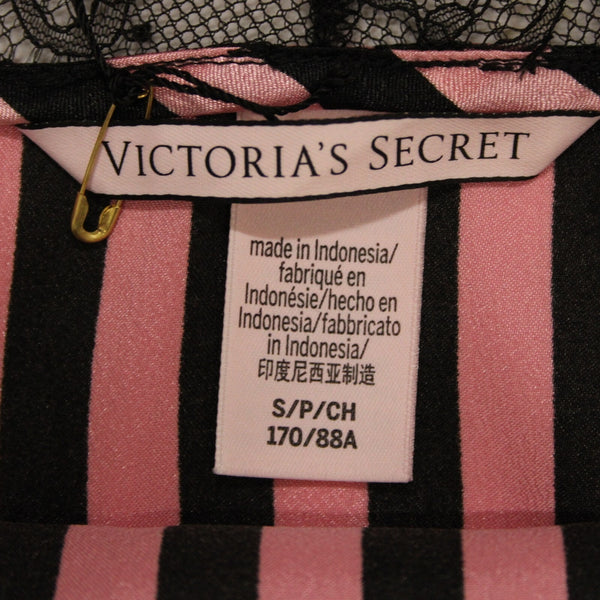 VICTORIA'S SECRET
made in Indonesia/
fabriqué en
Indonésie/hecho en
Indonesia/fabbricato
in Indonesia/
印度尼西亚制造
S/P/CH
170/88A